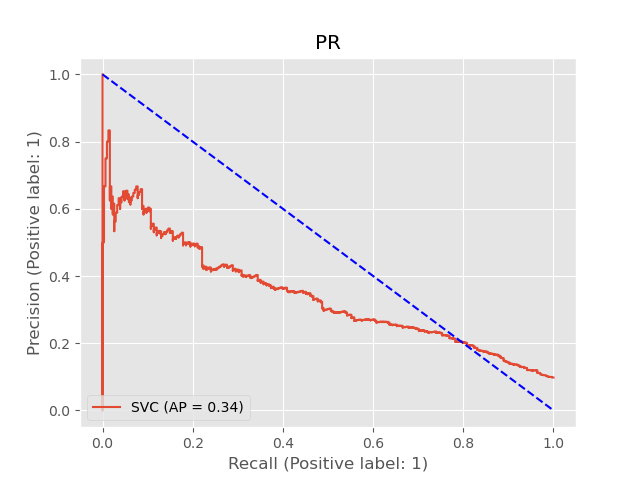 PR
Precision (Positive label: 1)
1.0
0.8
0.6
0.4
0.2
0.0
SVC (AP = 0.34)
0.0 0.2 0.4 0.6 0.8 1.0
Recall (Positive label: 1)